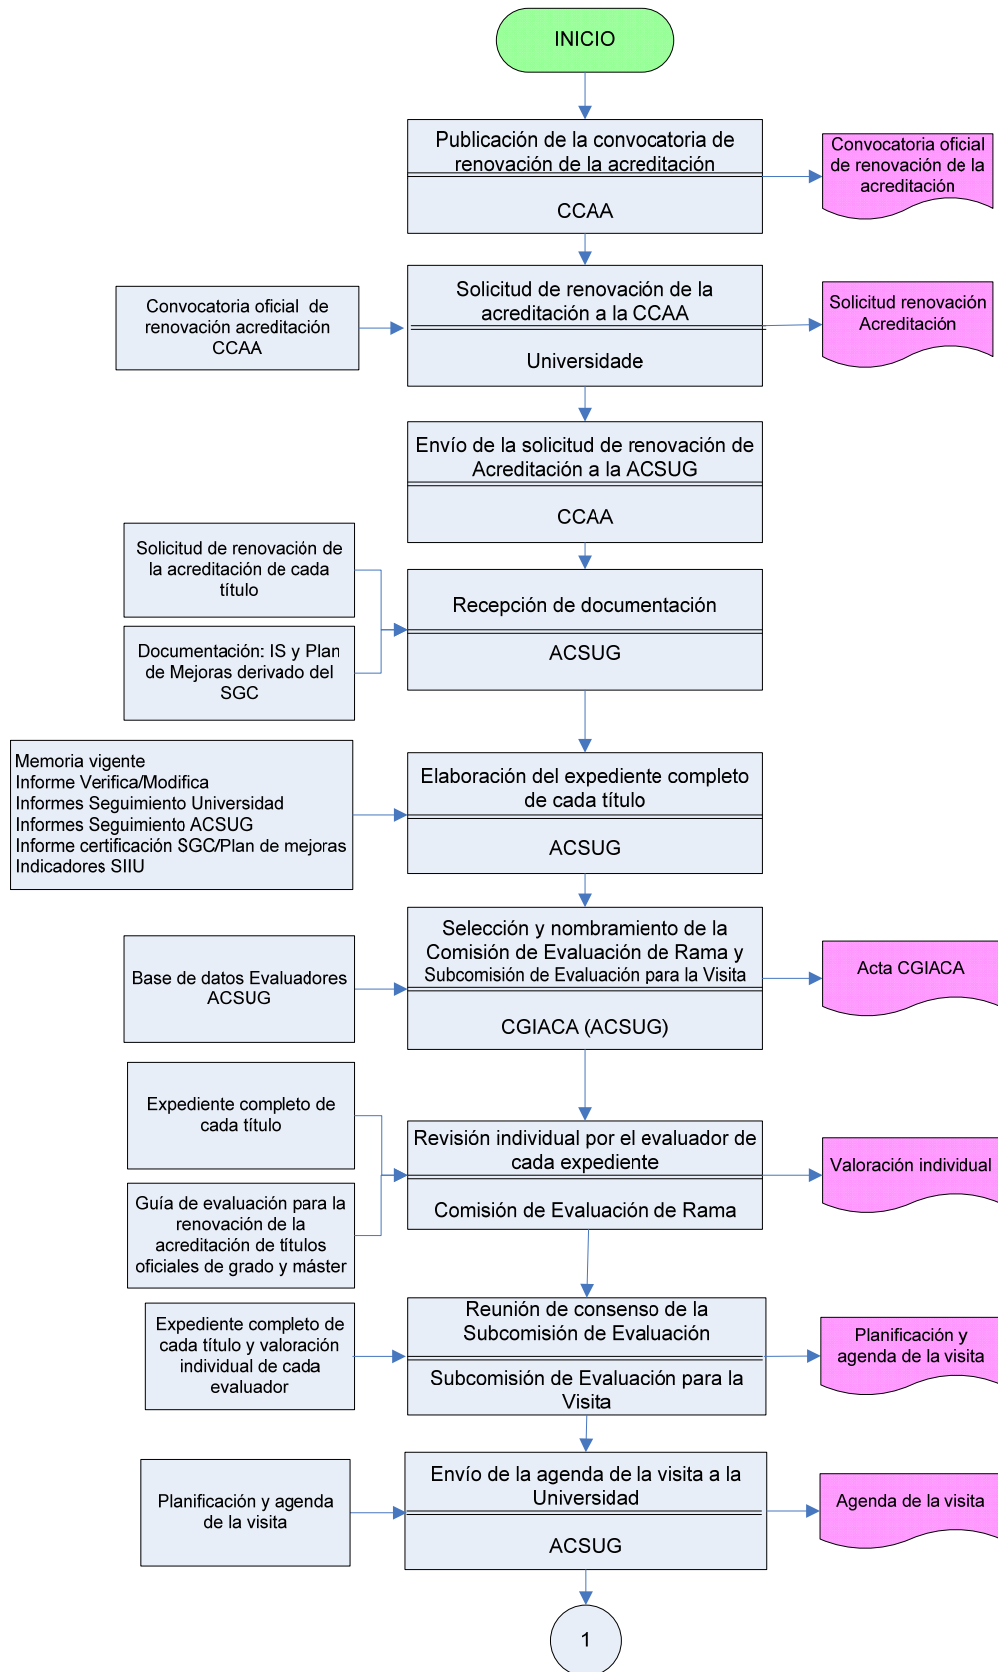 INICIO
Publicación de la convocatoria de
renovación de la acreditación
CCAA
Convocatoria oficial
de renovación de la
acreditación
Convocatoria oficial de
renovación acreditación
CCAA
Solicitud de renovación de la
acreditación a la CCAA
Universidade
Solicitud renovación
Acreditación
Envío de la solicitud de renovación de
Acreditación a la ACSUG
CCAA
Solicitud de renovación de
la acreditación de cada
título
Documentación: IS y Plan
de Mejoras derivado del
SGC
Recepción de documentación
ACSUG
Memoria vigente
Informe Verifica/Modifica
Informes Seguimiento Universidad
Informes Seguimiento ACSUG
Informe certificación SGC/Plan de mejoras
Indicadores SIIU
Elaboración del expediente completo
de cada título
ACSUG
Base de datos Evaluadores
ACSUG
Selección y nombramiento de la
Comisión de Evaluación de Rama y
Subcomisión de Evaluación para la Visita
CGIACA (ACSUG)
Acta CGIACA
Expediente completo de
cada título
Guía de evaluación para la
renovación de la
acreditación de títulos
oficiales de grado y máster
Revisión individual por el evaluador de
cada expediente
Comisión de Evaluación de Rama
Valoración individual
Expediente completo de
cada título y valoración
individual de cada
evaluador
Reunión de consenso de la
Subcomisión de Evaluación
Subcomisión de Evaluación para la
Visita
Planificación y
agenda de la visita
Planificación y agenda
de la visita
Envío de la agenda de la visita a la
Universidad
ACSUG
Agenda de la visita
1